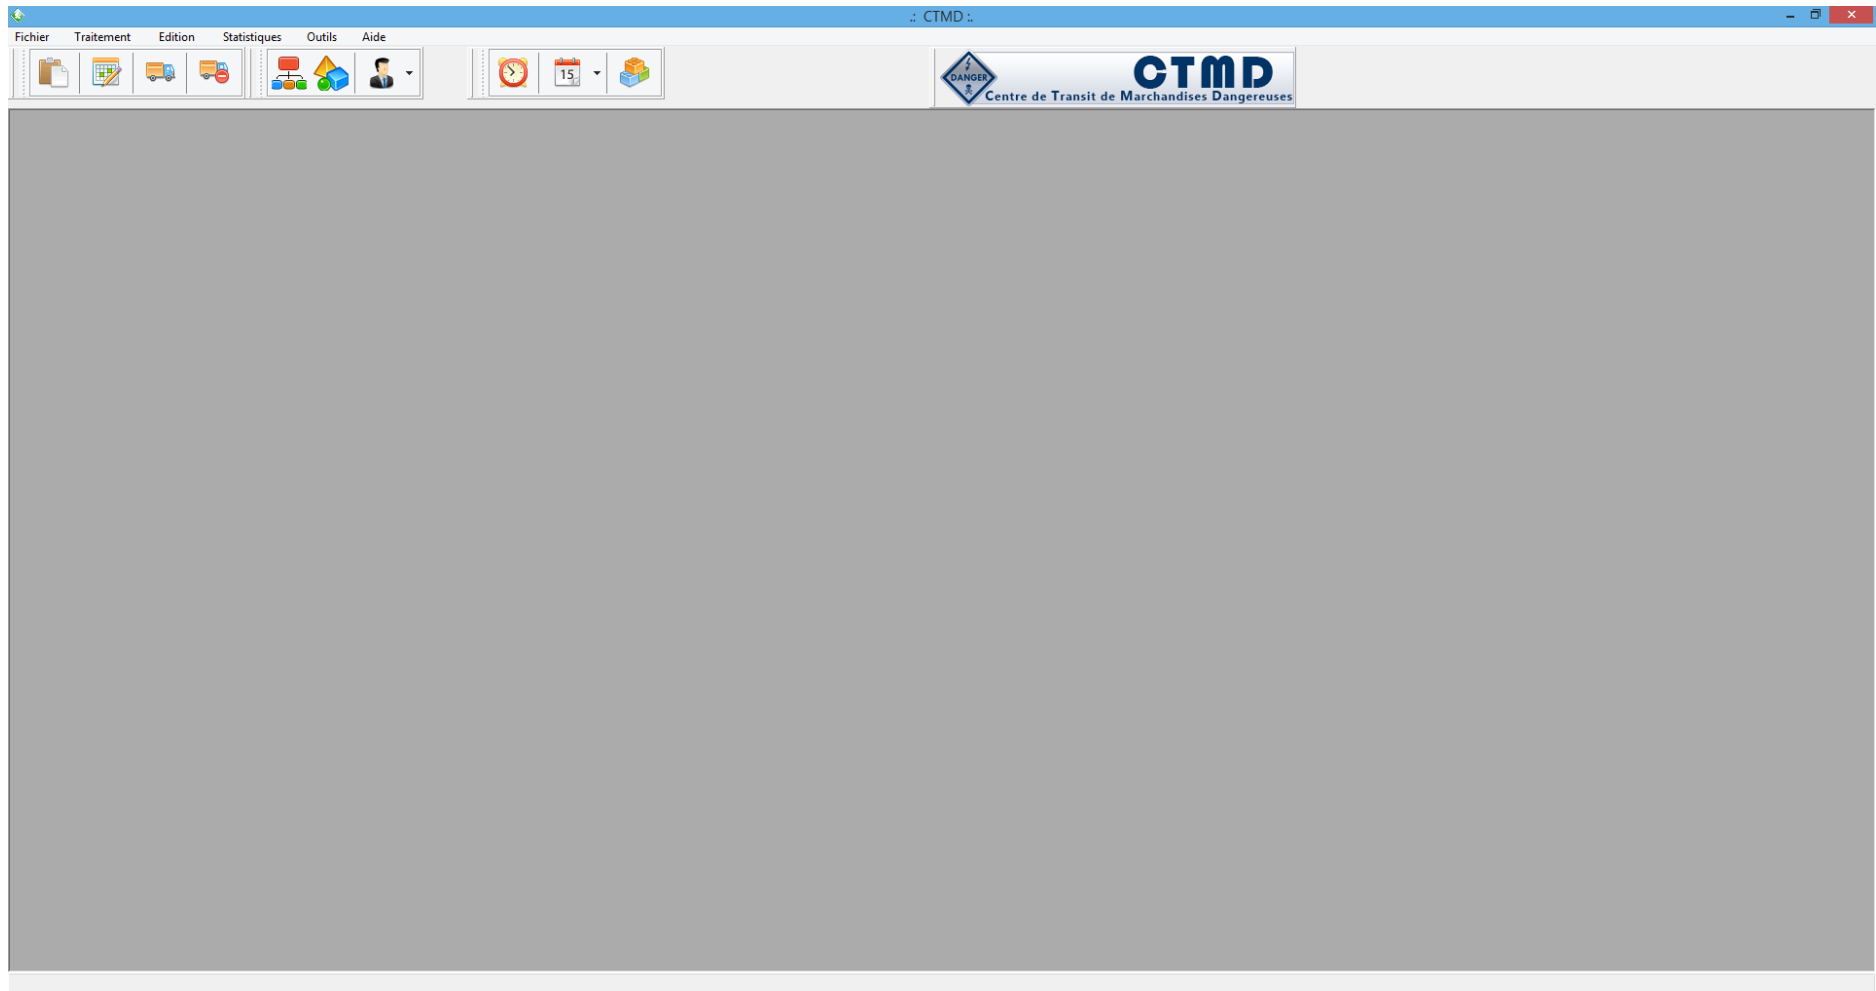 .: CTMD :.
Fichier Traitement Edition Statistiques Outils Aide
15
DANGER
CTMD
Centre de Transit de Marchandises Dangereuses